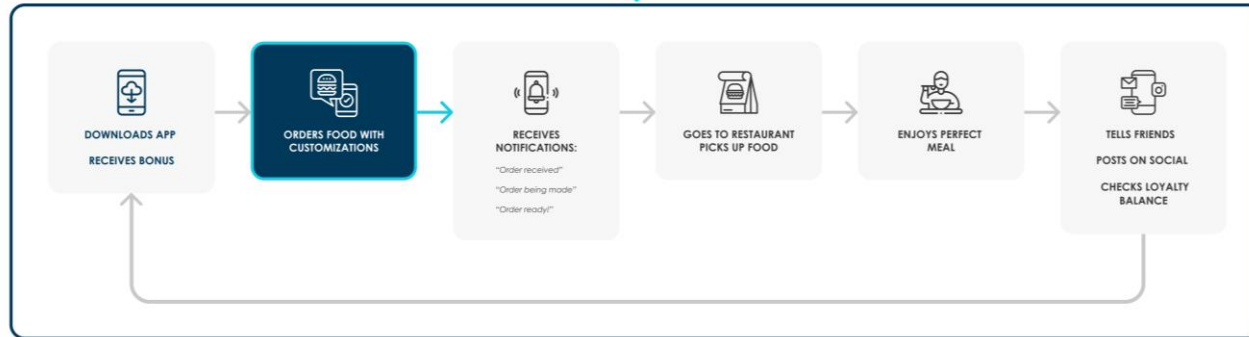 DOWNLOADS APP
RECEIVES BONUS
ORDERS FOOD WITH
CUSTOMIZATIONS
RECEIVES
NOTIFICATIONS:
"Order received"
"Order being made"
"Order ready!"
GOES TO RESTAURANT
PICKS UP FOOD
ENJOYS PERFECT
MEAL
TELLS FRIENDS
POSTS ON SOCIAL
CHECKS LOYALTY
BALANCE